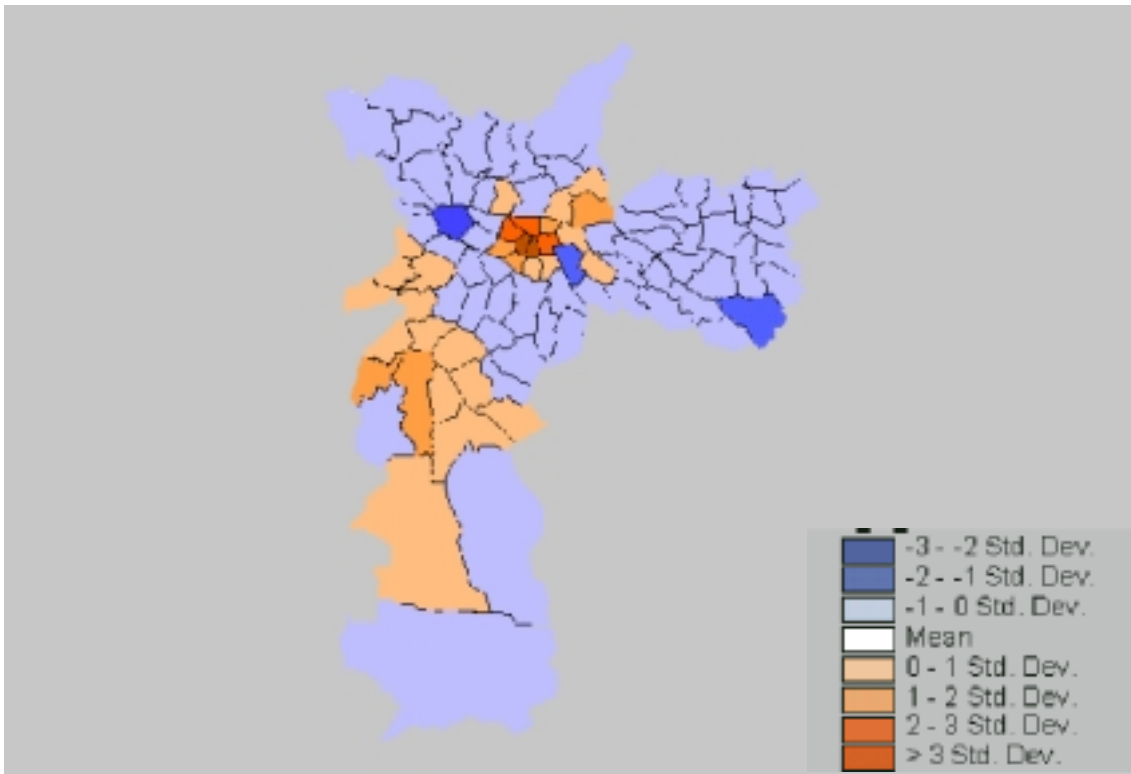 -3 - -2 Std. Dev.
-2 - -1 Std. Dev.
-1 - 0 Std. Dev.
Mean
0 - 1 Std. Dev.
1 - 2 Std. Dev.
2 - 3 Std. Dev.
> 3 Std. Dev.